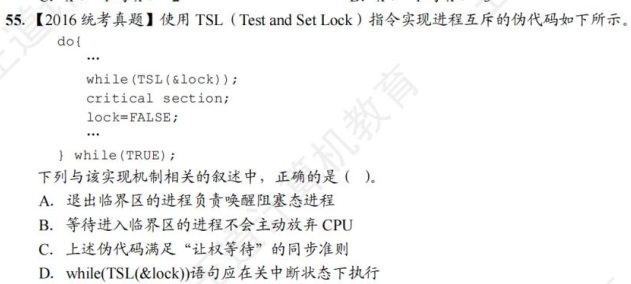 55.【2016 统考真题】使用 TSL（Test and Set Lock）指令实现进程互斥的伪代码如下所示。
do{
…
while(TSL(&lock));
critical section;
lock=FALSE;
…
} while(TRUE);
下列与该实现机制相关的叙述中，正确的是（ ）。
A. 退出临界区的进程负责唤醒阻塞态进程
B. 等待进入临界区的进程不会主动放弃 CPU
C. 上述伪代码满足“让权等待”的同步准则
D. while(TSL(&lock))语句应在关中断状态下执行